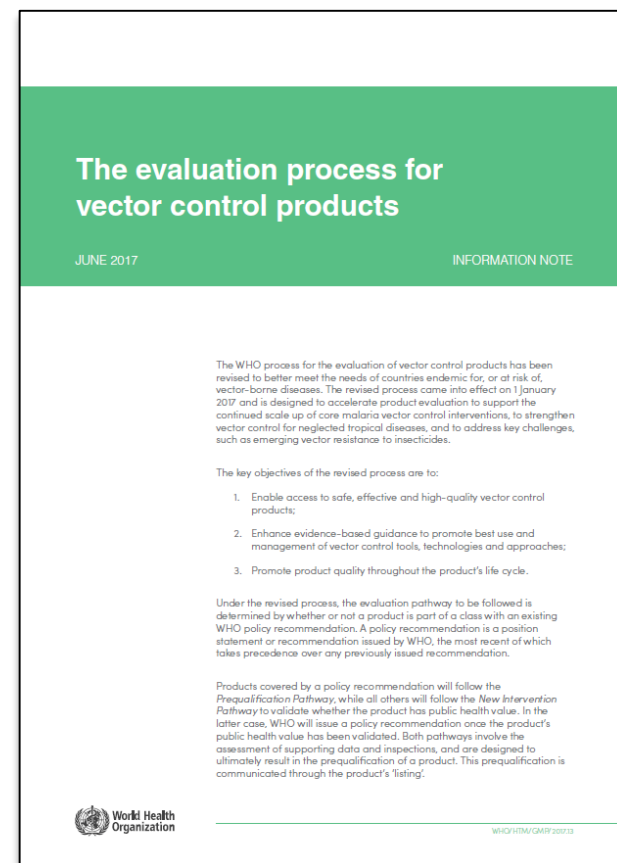 The evaluation process for
vector control products
JUNE 2017
INFORMATION NOTE
The WHO process for the evaluation of vector control products has been
revised to better meet the needs of countries endemic for, or at risk of,
vector-borne diseases. The revised process came into effect on 1 January
2017 and is designed to accelerate product evaluation to support the
continued scale up of core malaria vector control interventions, to strengthen
vector control for neglected tropical diseases, and to address key challenges,
such as emerging vector resistance to insecticides.
The key objectives of the revised process are to:
1. Enable access to safe, effective and high-quality vector control
products;
2. Enhance evidence-based guidance to promote best use and
management of vector control tools, technologies and approaches;
3. Promote product quality throughout the product's life cycle.
Under the revised process, the evaluation pathway to be followed is
determined by whether or not a product is part of a class with an existing
WHO policy recommendation. A policy recommendation is a position
statement or recommendation issued by WHO, the most recent of which
takes precedence over any previously issued recommendation.
Products covered by a policy recommendation will follow the
Prequalification Pathway, while all others will follow the New Intervention
Pathway to validate whether the product has public health value. In the
latter case, WHO will issue a policy recommendation once the product's
public health value has been validated. Both pathways involve the
assessment of supporting data and inspections, and are designed to
ultimately result in the prequalification of a product. This prequalification is
communicated through the product's 'listing'.
World Health
Organization
WHO/HTM/GMP/2017.13